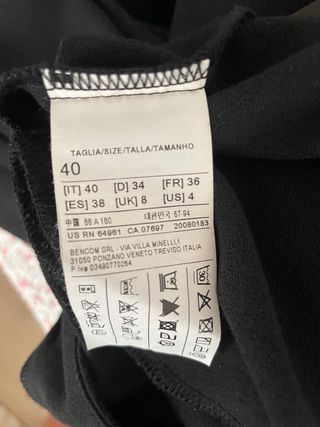 TAGLIA/SIZE/TALLA/TAMANHO
40
[IT] 40 [D] 34 [FR] 36
[ES] 38 [UK] 8 [US] 4
中国 66 A 160 대한민국 67-94
US RN 64961 CA 07697 20080183
BENCOM SRL - VIA VILLA MINELLI,1
31050 PONZANO VENETO TREVISO ITALIA
P.iva 03490770264
30